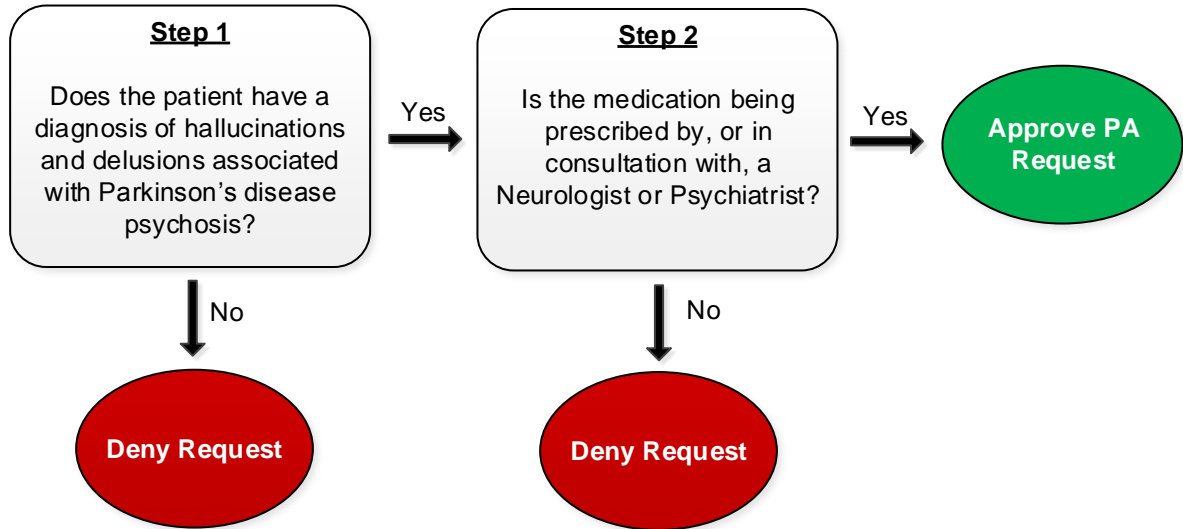 Step 1
Does the patient have a
diagnosis of hallucinations
and delusions associated
with Parkinson’s disease
psychosis?
Yes
No
Deny Request
Step 2
Is the medication being
prescribed by, or in
consultation with, a
Neurologist or Psychiatrist?
Yes
No
Deny Request
Approve PA
Request